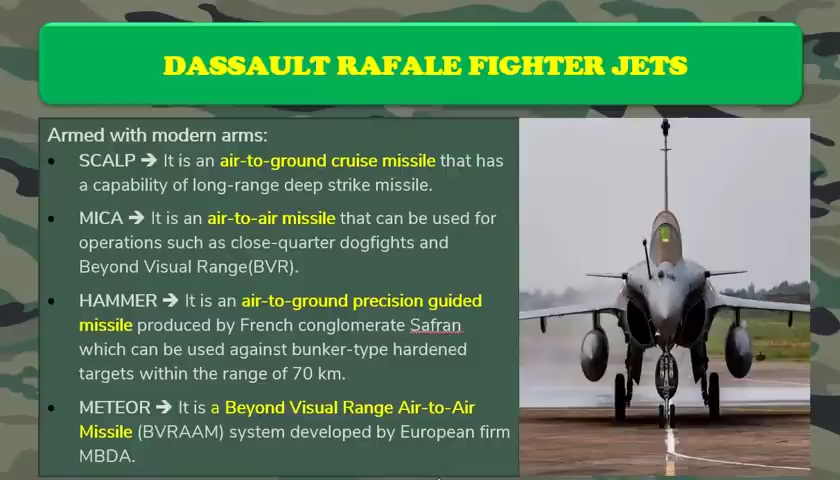 DASSAULT RAFALE FIGHTER JETS
Armed with modern arms:
• SCALP ➔ It is an air-to-ground cruise missile that has
a capability of long-range deep strike missile.
• MICA ➔ It is an air-to-air missile that can be used for
operations such as close-quarter dogfights and
Beyond Visual Range(BVR).
• HAMMER ➔ It is an air-to-ground precision guided
missile produced by French conglomerate Safran
which can be used against bunker-type hardened
targets within the range of 70 km.
• METEOR ➔ It is a Beyond Visual Range Air-to-Air
Missile (BVRAAM) system developed by European firm
MBDA.